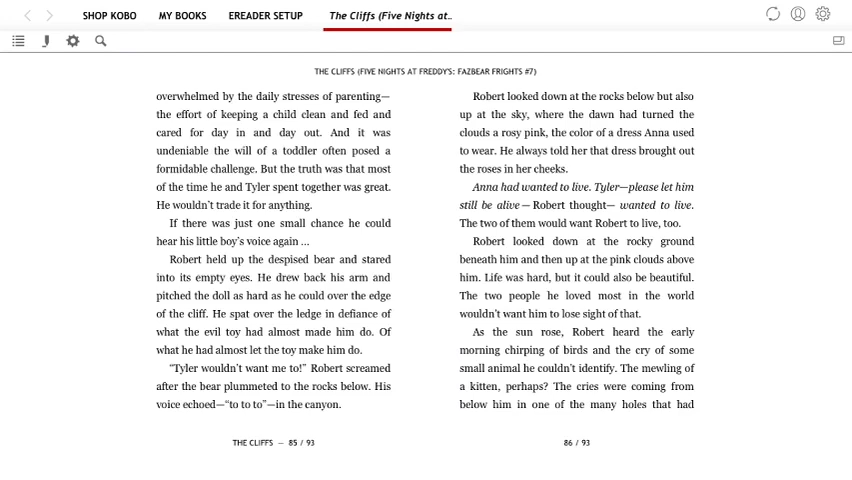 SHOP KOBO
MY BOOKS
EREADER SETUP
The Cliffs (Five Nights at..
THE CLIFFS (FIVE NIGHTS AT FREDDY'S: FAZBEAR FRIGHTS #7)
overwhelmed by the daily stresses of parenting—
the effort of keeping a child clean and fed and
cared for day in and day out. And it was
undeniable the will of a toddler often posed a
formidable challenge. But the truth was that most
of the time he and Tyler spent together was great.
He wouldn't trade it for anything.
If there was just one small chance he could
hear his little boy's voice again ...
Robert held up the despised bear and stared
into its empty eyes. He drew back his arm and
pitched the doll as hard as he could over the edge
of the cliff. He spat over the ledge in defiance of
what the evil toy had almost made him do. Of
what he had almost let the toy make him do.
“Tyler wouldn't want me to!” Robert screamed
after the bear plummeted to the rocks below. His
voice echoed—“to to to”—in the canyon.
THE CLIFFS — 85 / 93
Robert looked down at the rocks below but also
up at the sky, where the dawn had turned the
clouds a rosy pink, the color of a dress Anna used
to wear. He always told her that dress brought out
the roses in her cheeks.
Anna had wanted to live. Tyler—please let him
still be alive — Robert thought— wanted to live.
The two of them would want Robert to live, too.
Robert looked down at the rocky ground
beneath him and then up at the pink clouds above
him. Life was hard, but it could also be beautiful.
The two people he loved most in the world
wouldn't want him to lose sight of that.
As the sun rose, Robert heard the early
morning chirping of birds and the cry of some
small animal he couldn't identify. The mewling of
a kitten, perhaps? The cries were coming from
below him in one of the many holes that had
86 / 93